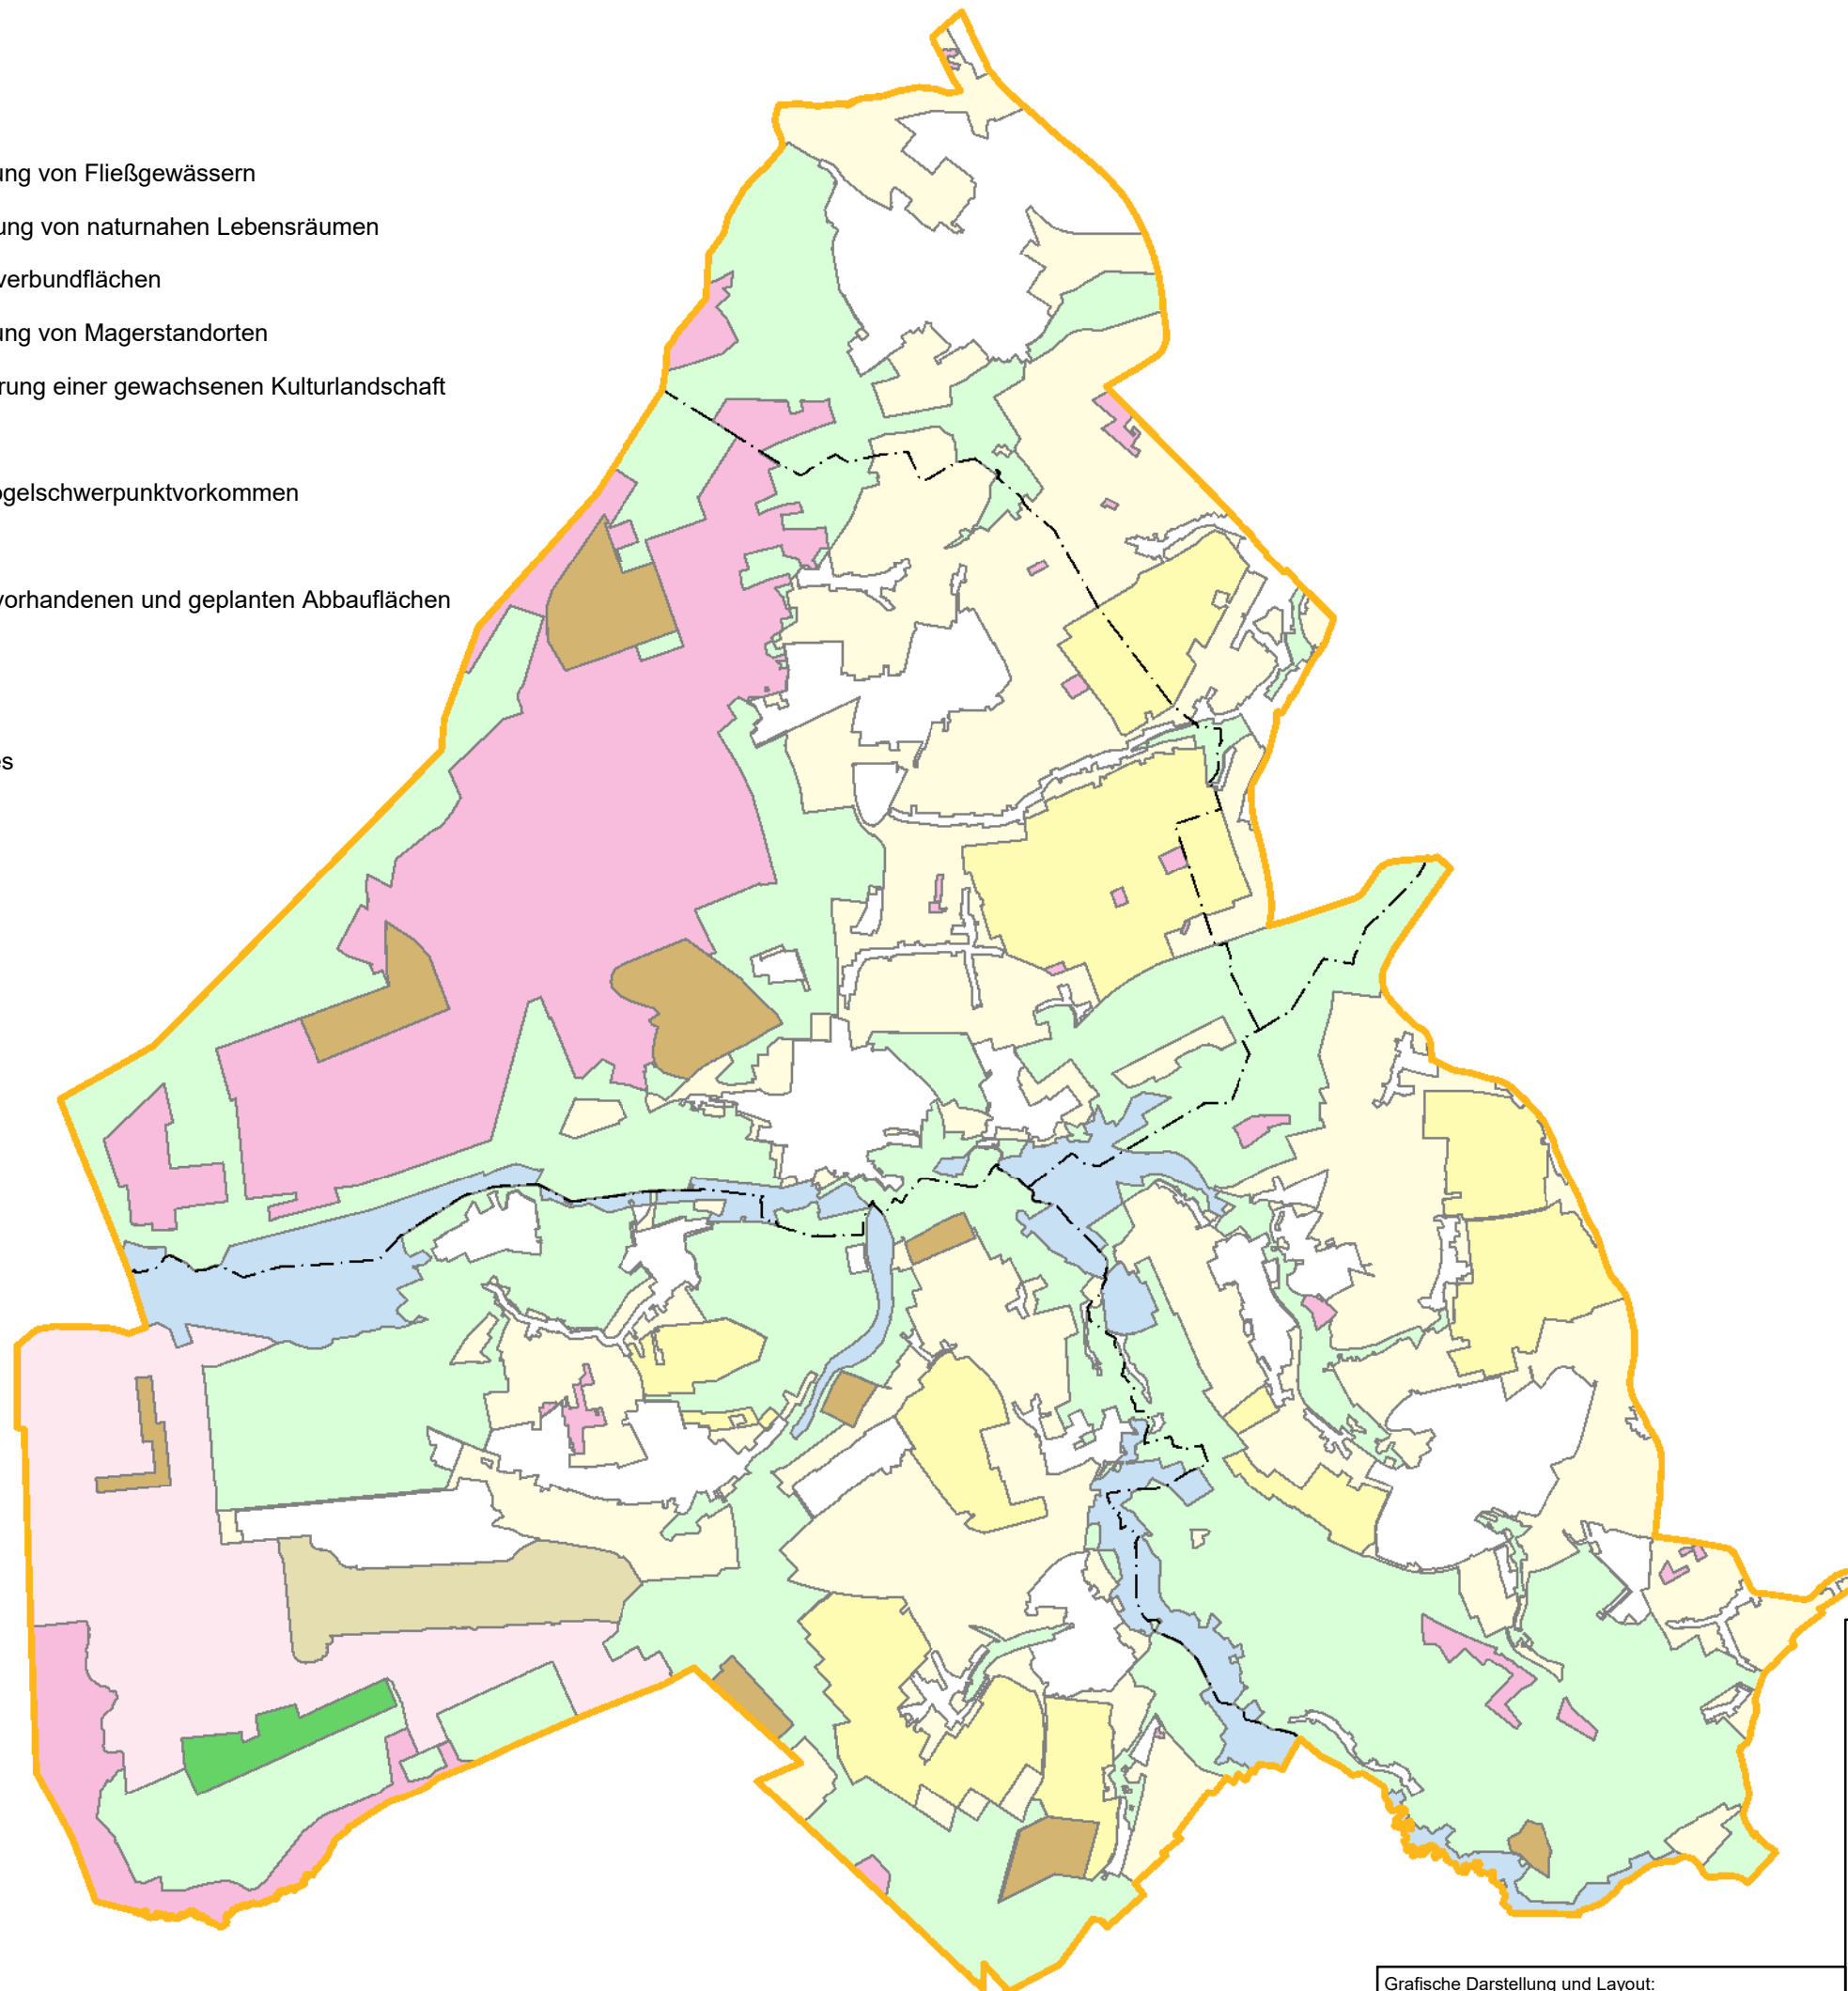 ung von Fließgewässern
ung von naturnahen Lebensräumen
verbundflächen
ung von Magerstandorten
rung einer gewachsenen Kulturlandschaft
ogelschwerpunktvorkommen
vorhandenen und geplanten Abbauflächen
es
Grafische Darstellung und Layout: